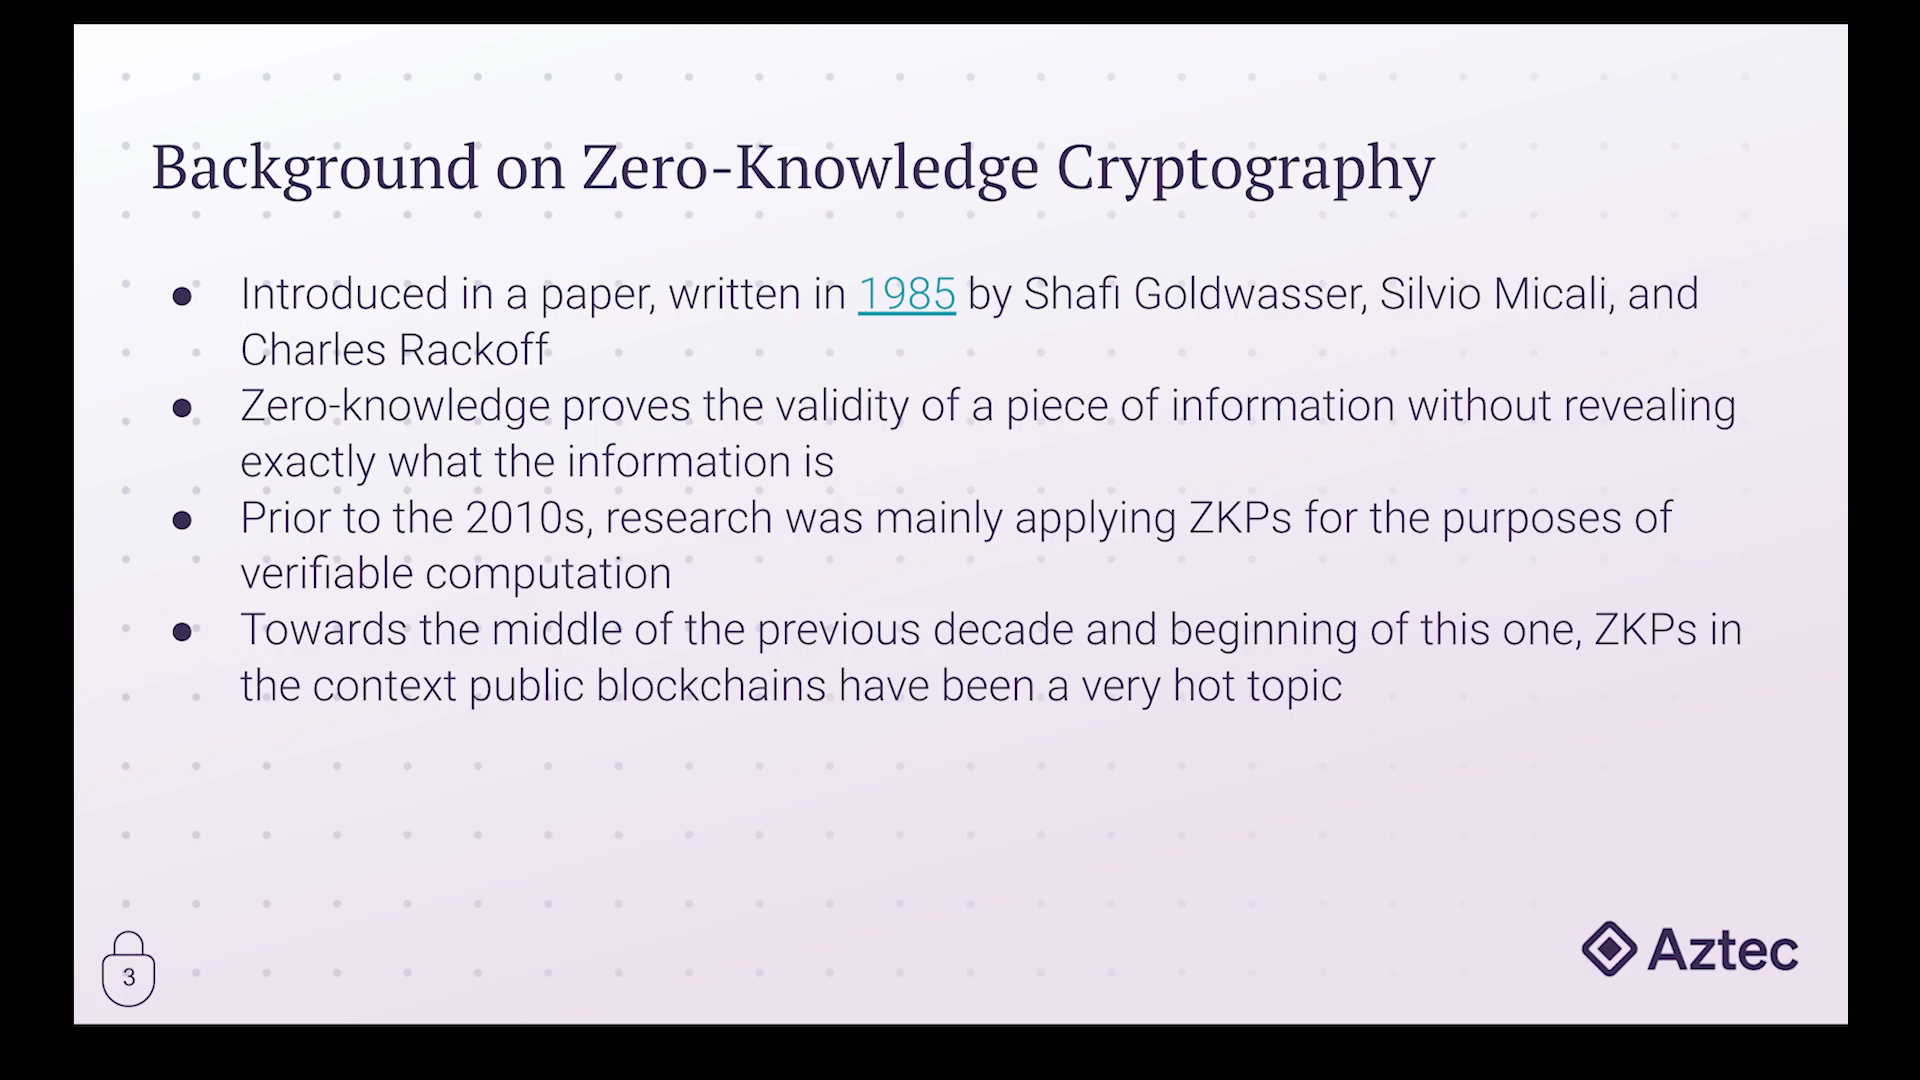 Background on Zero-Knowledge Cryptography
● Introduced in a paper, written in 1985 by Shafi Goldwasser, Silvio Micali, and
Charles Rackoff
● Zero-knowledge proves the validity of a piece of information without revealing
exactly what the information is
● Prior to the 2010s, research was mainly applying ZKPs for the purposes of
verifiable computation
● Towards the middle of the previous decade and beginning of this one, ZKPs in
the context public blockchains have been a very hot topic
3
Aztec